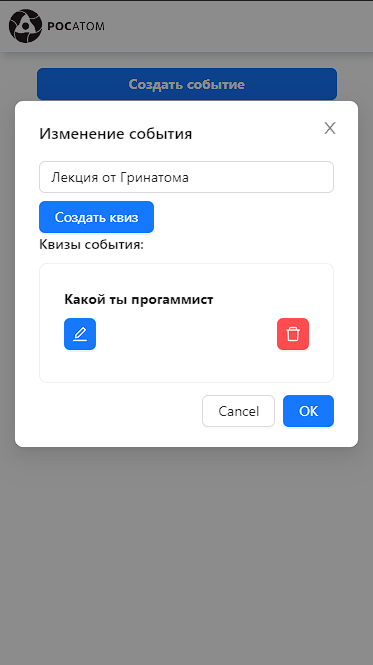 РОСАТОМ
Создать событие
Изменение события
Лекция от Гринатома
Создать квиз
Квизы события:
Какой ты прогаммист
Cancel OK